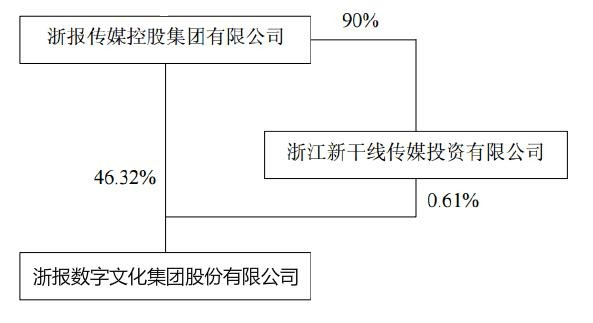 90%
浙报传媒控股集团有限公司
浙江新干线传媒投资有限公司
46.32%
0.61%
浙报数字文化集团股份有限公司